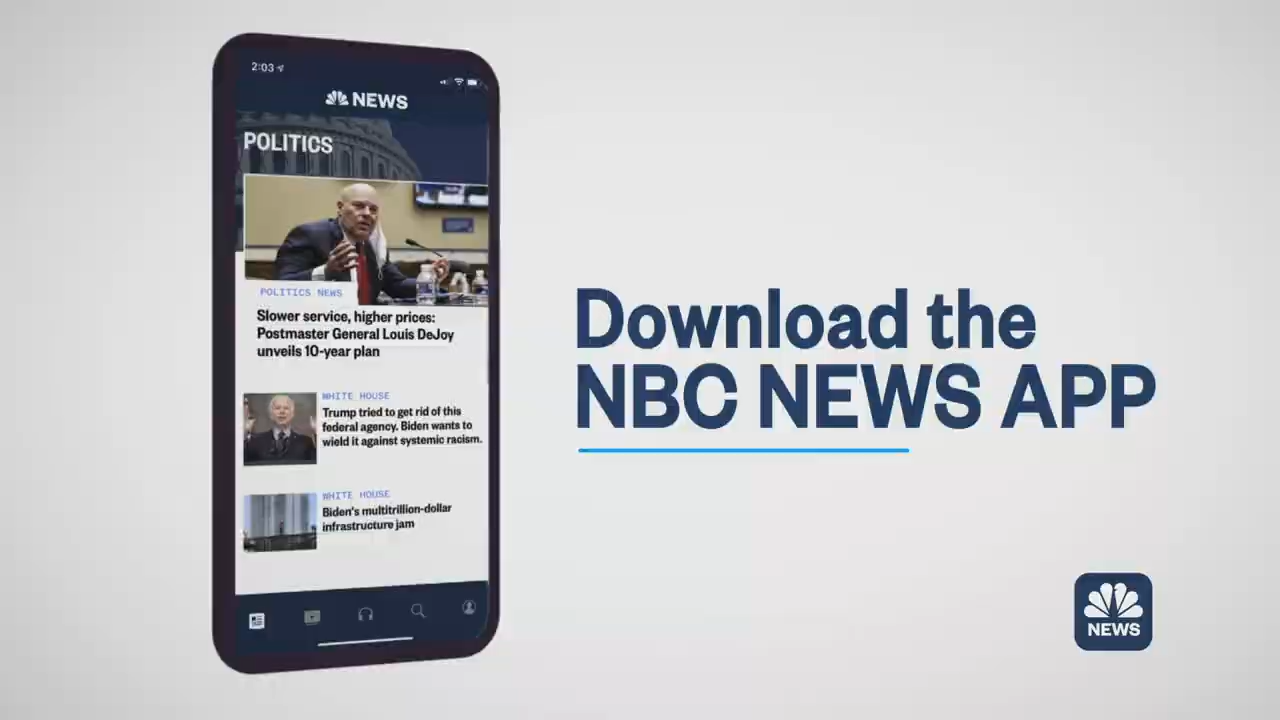 2:03
NEWS
POLITICS
POLITICS NEWS
Slower service, higher prices:
Postmaster General Louis DeJoy
unveils 10-year plan
WHITE HOUSE
Trump tried to get rid of this
federal agency. Biden wants to
wield it against systemic racism.
WHITE HOUSE
Biden's multitrillion-dollar
infrastructure jam
Download the
NBC NEWS APP
NEWS